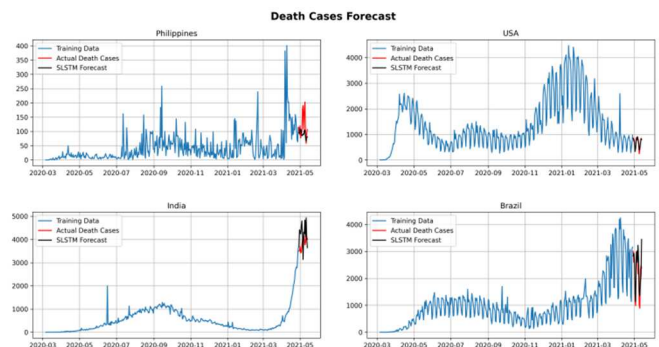 Death Cases Forecast
Philippines
400
350
300
250
200
150
100
50
0
Training Data
Actual Death Cases
SLSTM Forecast
2020-03 2020-05 2020-07 2020-09 2020-11 2021-01 2021-03 2021-05
USA
4000
3000
2000
1000
0
Training Data
Actual Death Cases
SLSTM Forecast
2020-03 2020-05 2020-07 2020-09 2020-11 2021-01 2021-03 2021-05
India
5000
4000
3000
2000
1000
0
Training Data
Actual Death Cases
SLSTM Forecast
2020-03 2020-05 2020-07 2020-09 2020-11 2021-01 2021-03 2021-05
Brazil
4000
3000
2000
1000
0
Training Data
Actual Death Cases
SLSTM Forecast
2020-03 2020-05 2020-07 2020-09 2020-11 2021-01 2021-03 2021-05